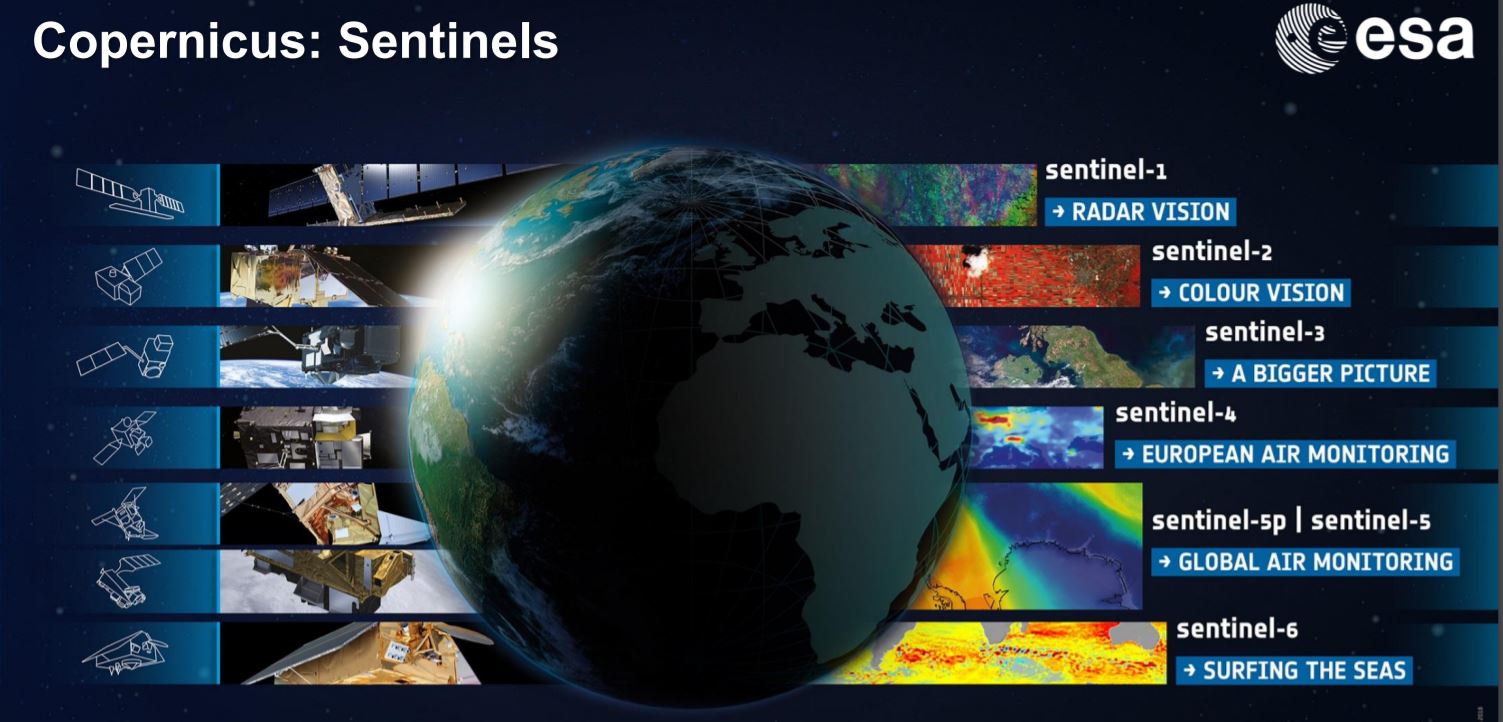 Copernicus: Sentinels
esa
sentinel-1
→ RADAR VISION
sentinel-2
→ COLOUR VISION
sentinel-3
→ A BIGGER PICTURE
sentinel-4
→ EUROPEAN AIR MONITORING
sentinel-5p | sentinel-5
→ GLOBAL AIR MONITORING
sentinel-6
→ SURFING THE SEAS